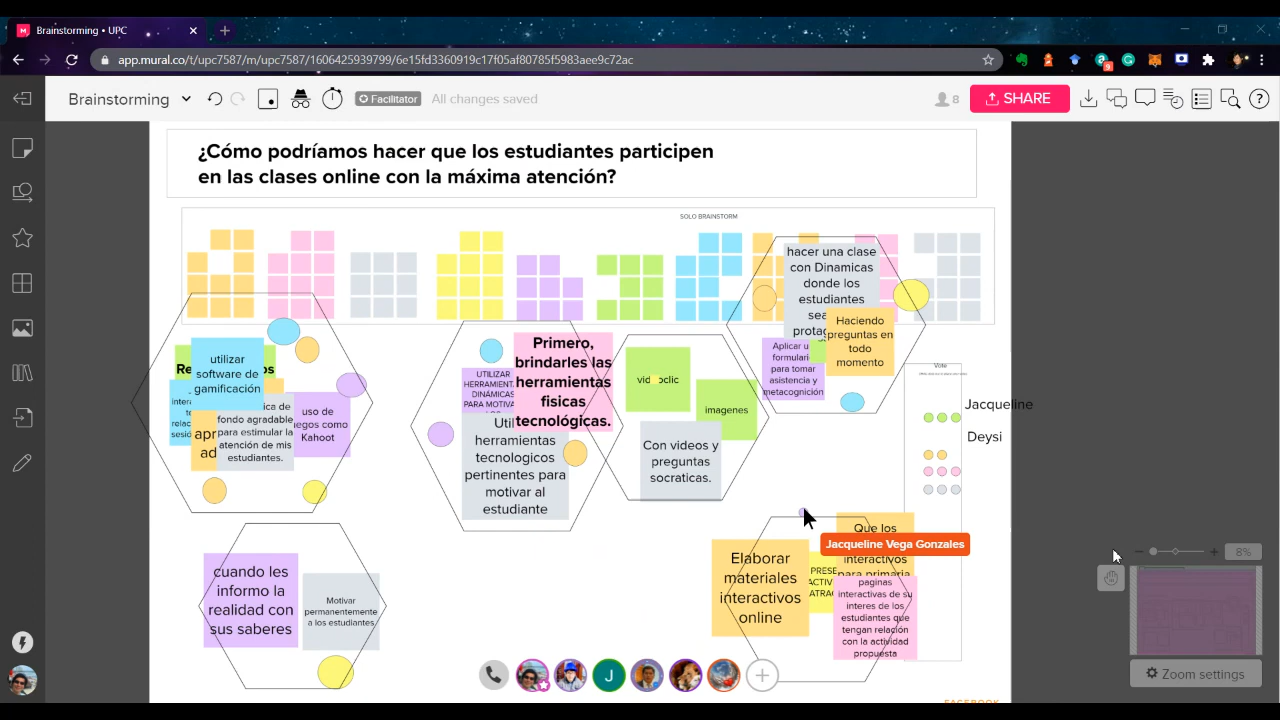 Brainstorming • UPC
app.mural.co/t/upc7587/m/upc7587/1606425939799/6e15fd3360919c17f05af80785f5983aee9c72ac
Brainstorming
Facilitator
All changes saved
8
SHARE
¿Cómo podríamos hacer que los estudiantes participen
en las clases online con la máxima atención?
SOLO BRAINSTORM
hacer una clase
con Dinamicas
donde los
estudiantes
Haciendo
preguntas en
todo
momento
Aplicar
formulario
para tomar
asistencia y
metacognición
utilizar
software de
gamificación
fondo agradable
para estimular la
atención de mis
estudiantes.
uso de
como
Kahoot
Primero,
brindarles las
herramientas
fisicas
tecnológicas.
UTILIZAR
DINÁMICAS
PARA
herramientas
tecnologicos
pertinentes para
motivar al
estudiante
imagenes
Con videos y
preguntas
socraticas.
Vote
Jacqueline
Deysi
cuando les
informo la
realidad con
sus saberes
Motivar
permanentemente
a los estudiantes
Elaborar
materiales
interactivos
online
Que los
Jacqueline Vega Gonzales
interactivos
para primaria
paginas
interactivas de su
interes de los
estudiantes que
tengan relación
con la actividad
propuesta
J
8%
Zoom settings